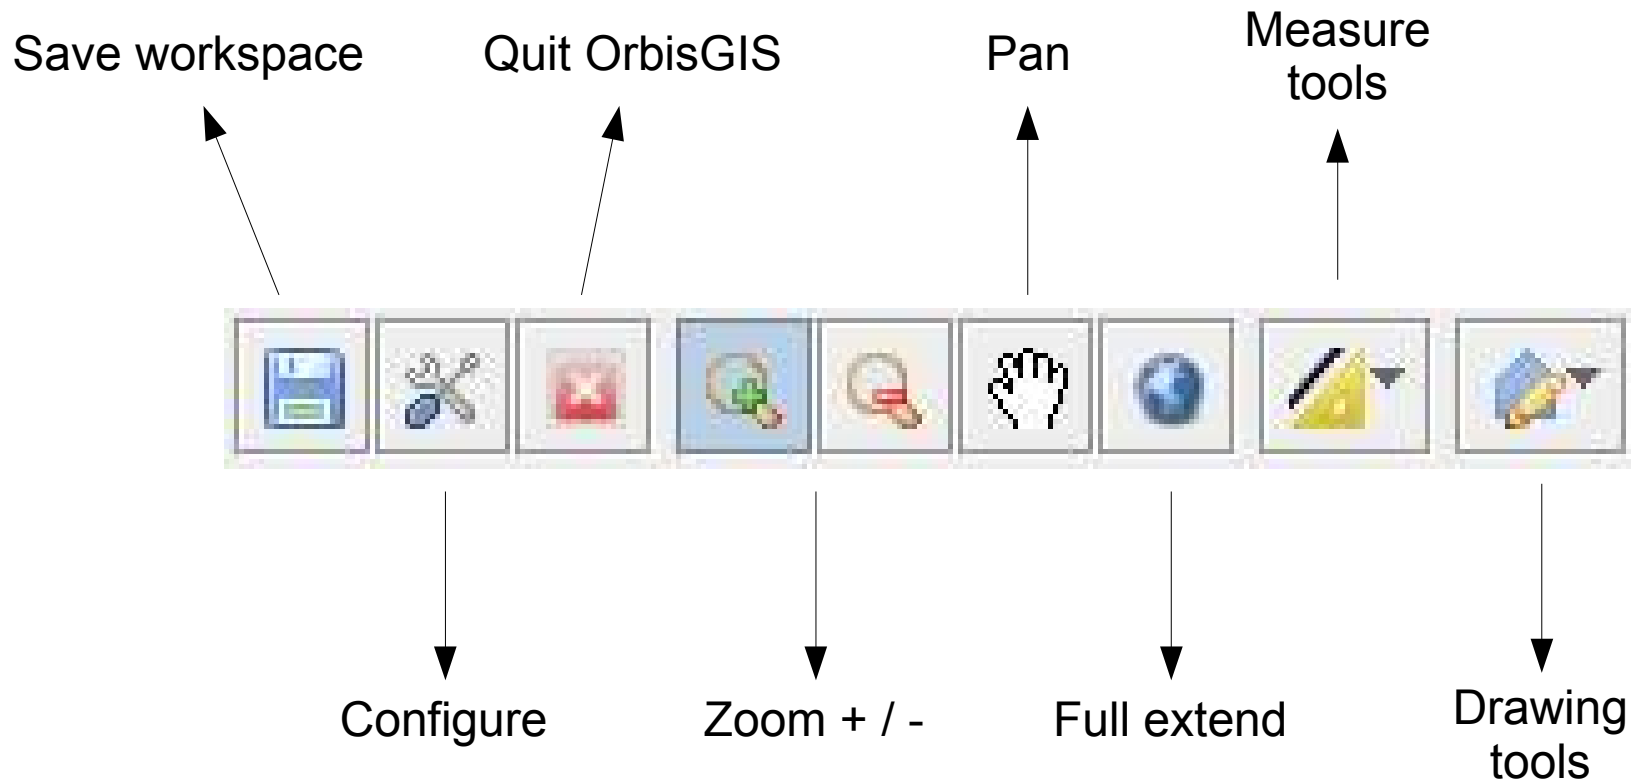 Save workspace
Quit OrbisGIS
Pan
Measure
tools
Configure
Zoom + / -
Full extend
Drawing
tools